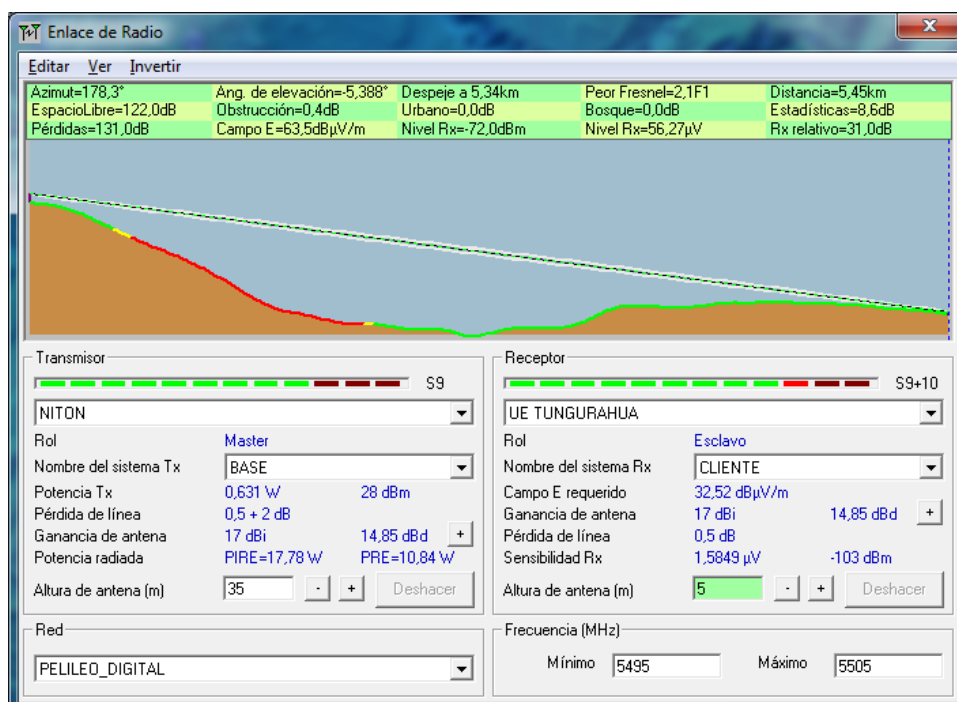 Enlace de Radio
Editar Ver Invertir
Azimut=178,3° Ang. de elevación=-5,388° Despeje a 5,34km Peor Fresnel=2,1F1 Distancia=5,45km
EspacioLibre=122,0dB Obstrucción=0,4dB Urbano=0,0dB Bosque=0,0dB Estadísticas=8,6dB
Pérdidas=131,0dB Campo E=63,5dBµV/m Nivel Rx=-72,0dBm Nivel Rx=56,27µV Rx relativo=31,0dB
Transmisor
S9
NITON
Rol Master
Nombre del sistema Tx BASE
Potencia Tx 0,631 W 28 dBm
Pérdida de línea 0,5 + 2 dB
Ganancia de antena 17 dBi 14,85 dBd +
Potencia radiada PIRE=17,78 W PRE=10,84 W
Altura de antena (m) 35 - + Deshacer
Receptor
S9+10
UE TUNGURAHUA
Rol Esclavo
Nombre del sistema Rx CLIENTE
Campo E requerido 32,52 dBµV/m
Ganancia de antena 17 dBi 14,85 dBd +
Pérdida de línea 0,5 dB
Sensibilidad Rx 1,5849 µV -103 dBm
Altura de antena (m) 5 - + Deshacer
Red
PELILEO_DIGITAL
Frecuencia (MHz)
Mínimo 5495 Máximo 5505